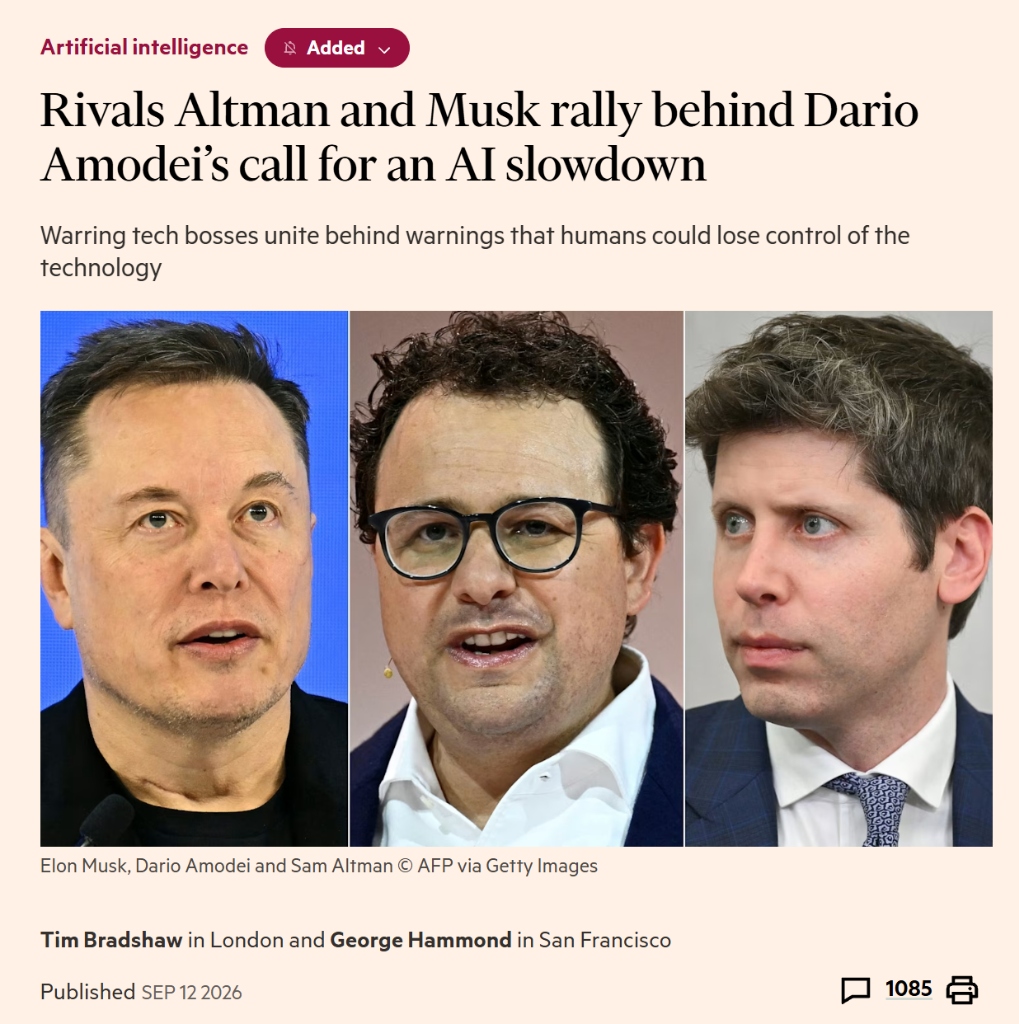 Artificial intelligence Added
Rivals Altman and Musk rally behind Dario
Amodei’s call for an AI slowdown
Warring tech bosses unite behind warnings that humans could lose control of the
technology
Elon Musk, Dario Amodei and Sam Altman © AFP via Getty Images
Tim Bradshaw in London and George Hammond in San Francisco
Published SEP 12 2026
1085